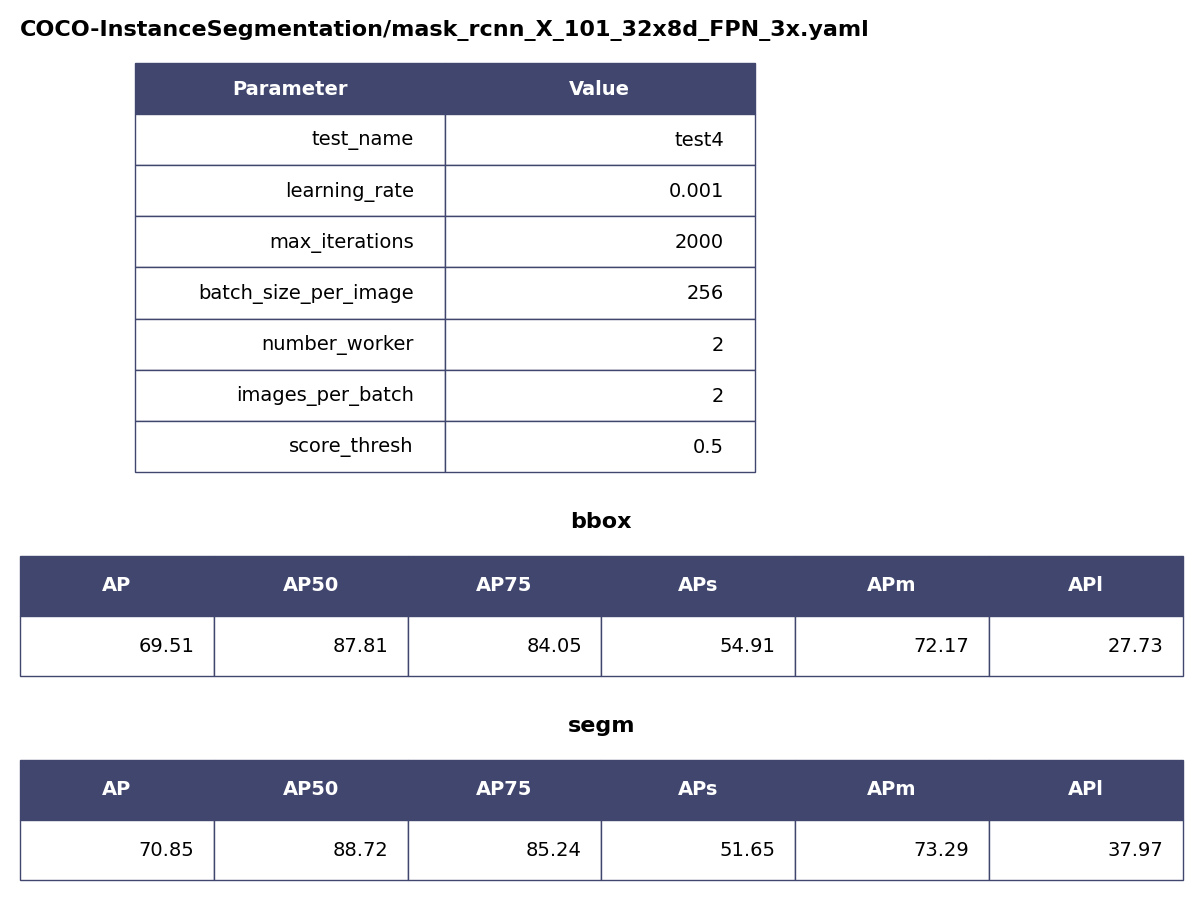 COCO-InstanceSegmentation/mask_rcnn_X_101_32x8d_FPN_3x.yaml
Parameter Value
test_name test4
learning_rate 0.001
max_iterations 2000
batch_size_per_image 256
number_worker 2
images_per_batch 2
score_thresh 0.5
bbox
AP AP50 AP75 APs APm APl
69.51 87.81 84.05 54.91 72.17 27.73
segm
AP AP50 AP75 APs APm APl
70.85 88.72 85.24 51.65 73.29 37.97